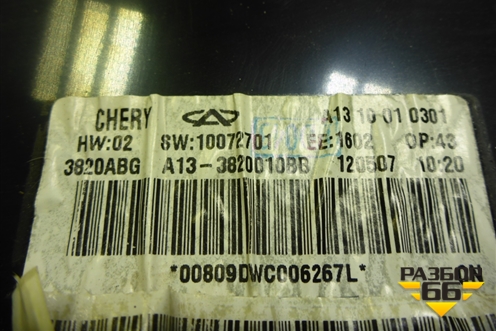 CHERY A13 10 01 0301
HW:02 SW:10072701 EE:1602 OP:43
3820ABG A13-3820010BB 120507 10:20
*00809DWC006267L*
РАЗБОN
66